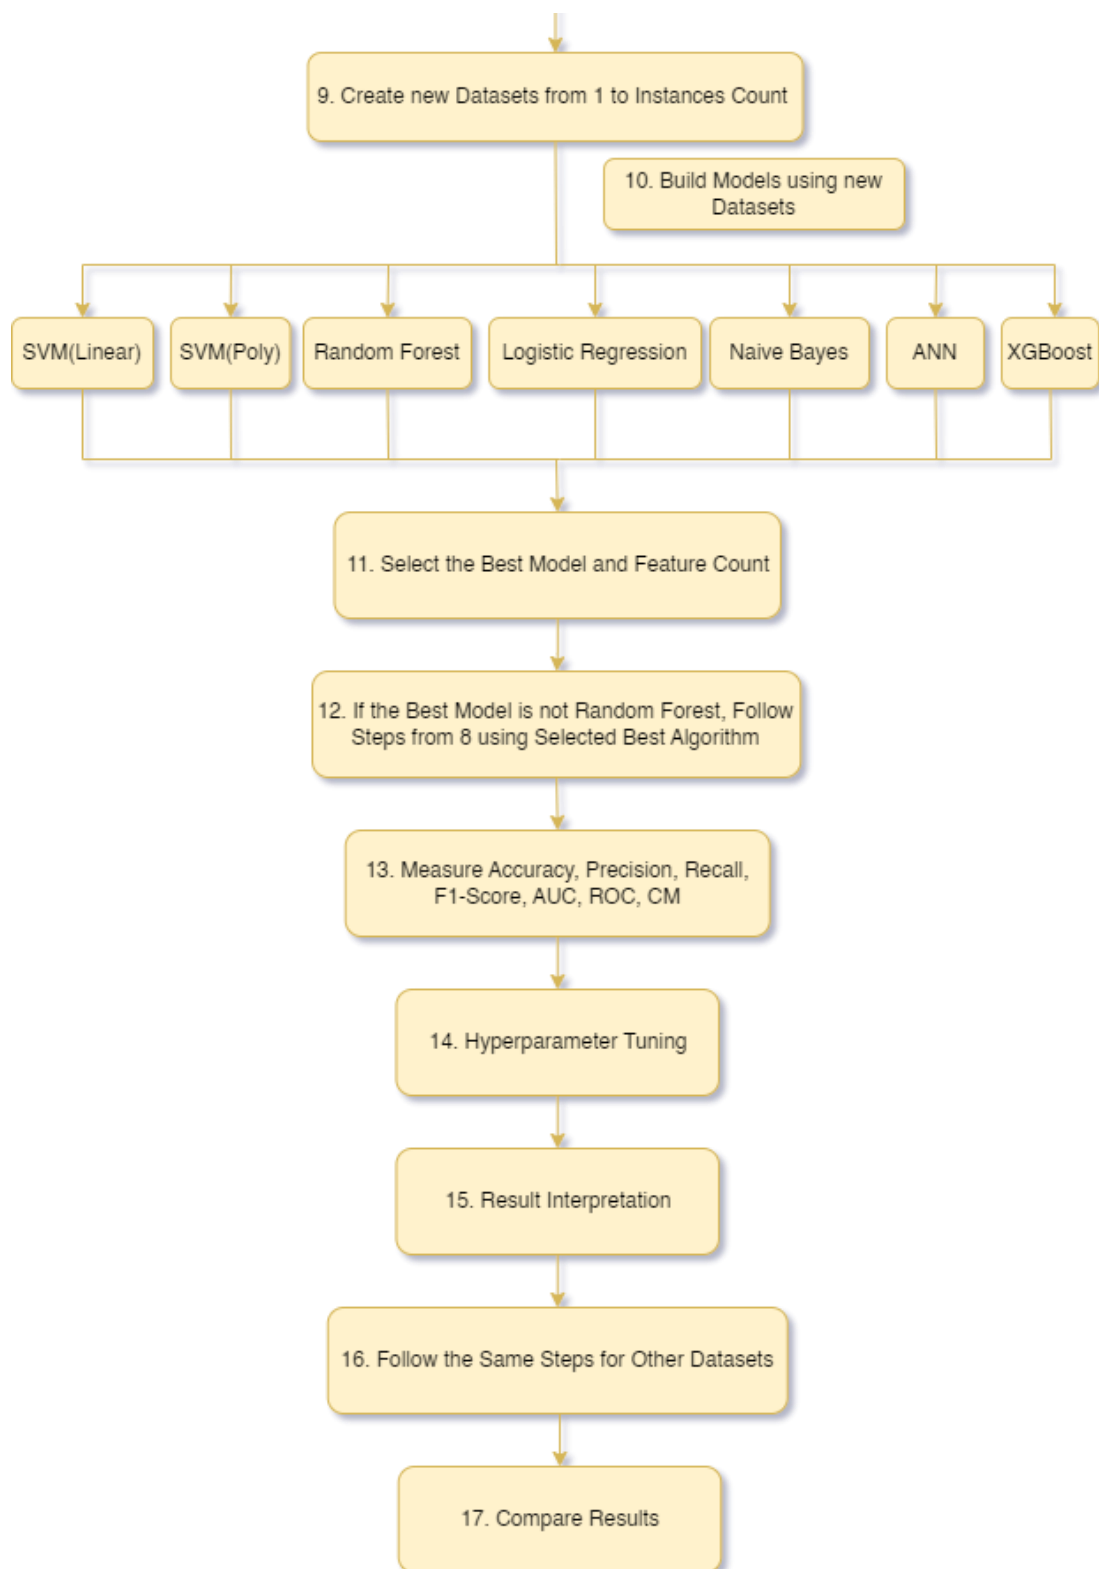 9. Create new Datasets from 1 to Instances Count
10. Build Models using new
Datasets
SVM(Linear)
SVM(Poly)
Random Forest
Logistic Regression
Naive Bayes
ANN
XGBoost
11. Select the Best Model and Feature Count
12. If the Best Model is not Random Forest, Follow
Steps from 8 using Selected Best Algorithm
13. Measure Accuracy, Precision, Recall,
F1-Score, AUC, ROC, CM
14. Hyperparameter Tuning
15. Result Interpretation
16. Follow the Same Steps for Other Datasets
17. Compare Results